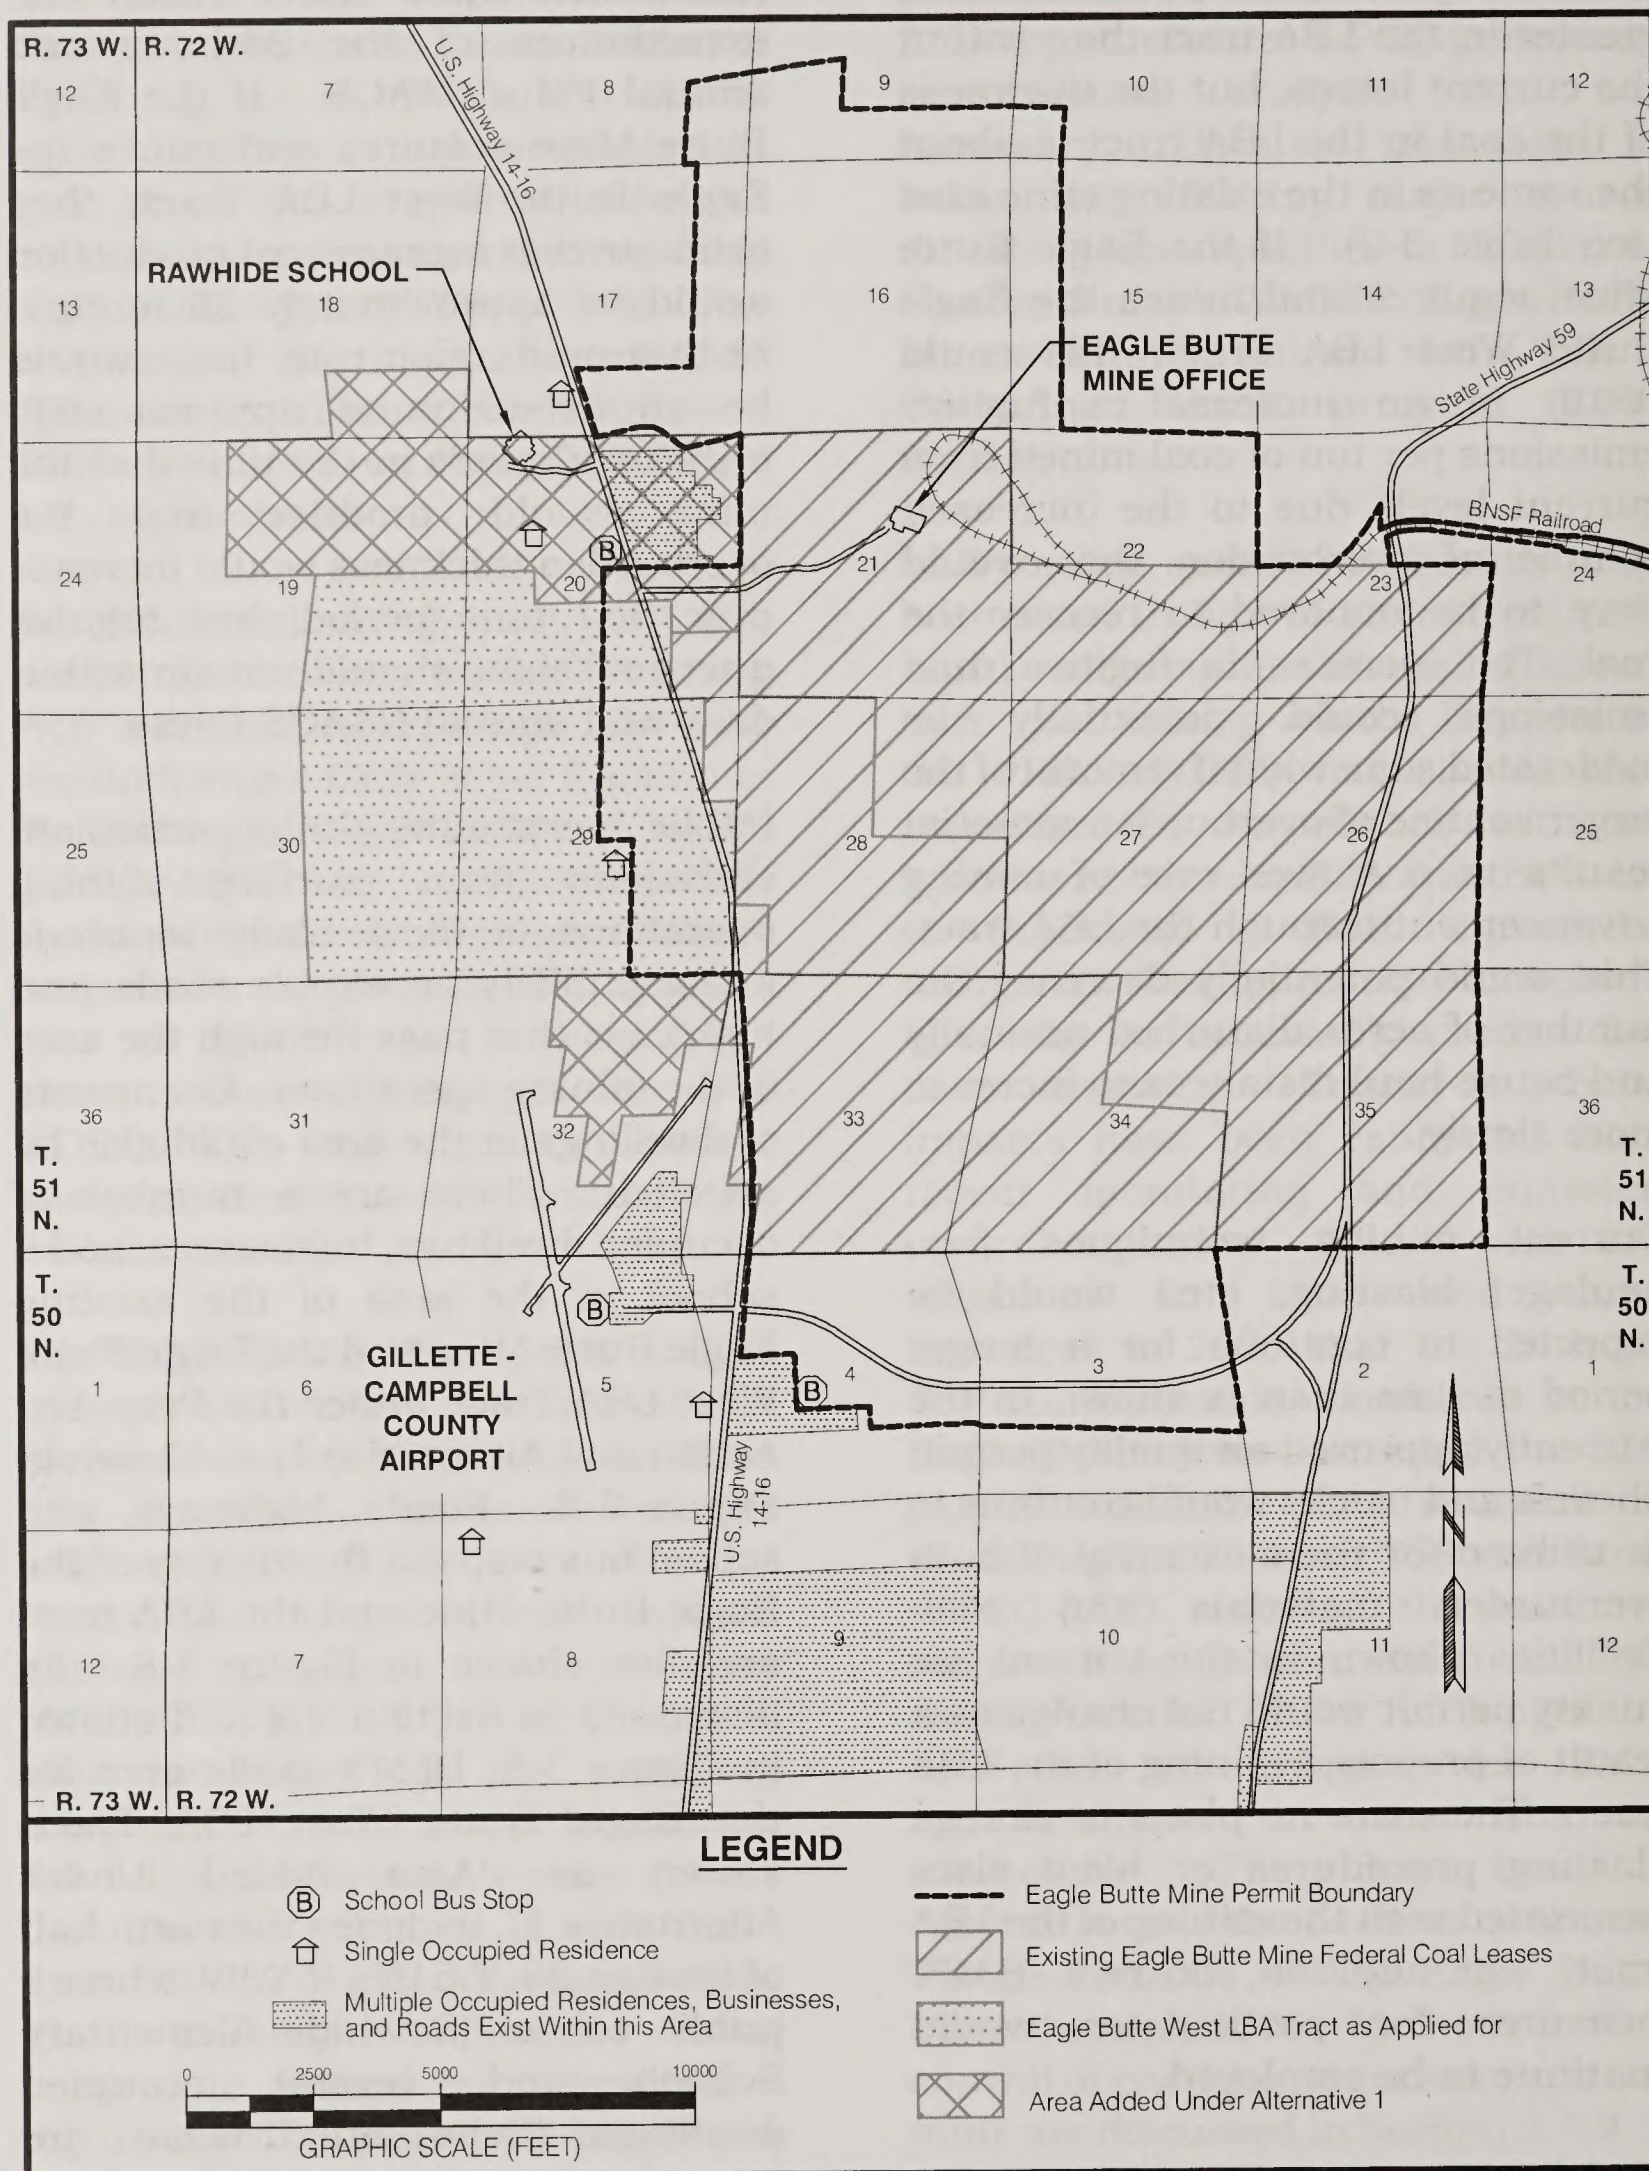 R. 73 W. R. 72 W.
12 7 8 9 10 11 12
U.S. Highway 14-16
RAWHIDE SCHOOL
13 18 17 16 15 14 13
EAGLE BUTTE
MINE OFFICE
State Highway 59
BNSF Railroad
B
24 19 20 21 22 23 24
25 30 29 28 27 26 25
36 31 32 33 34 35 36
T.
51
N.
T.
51
N.
T.
50
N.
T.
50
N.
B
GILLETTE -
CAMPBELL
COUNTY
AIRPORT
1 6 5 4 3 2 1
B
U.S. Highway
14-16
N
12 7 8 9 10 11 12
R. 73 W. R. 72 W.
LEGEND
B School Bus Stop
Single Occupied Residence
Multiple Occupied Residences, Businesses,
and Roads Exist Within this Area
0 2500 5000 10000
GRAPHIC SCALE (FEET)
Eagle Butte Mine Permit Boundary
Existing Eagle Butte Mine Federal Coal Leases
Eagle Butte West LBA Tract as Applied for
Area Added Under Alternative 1